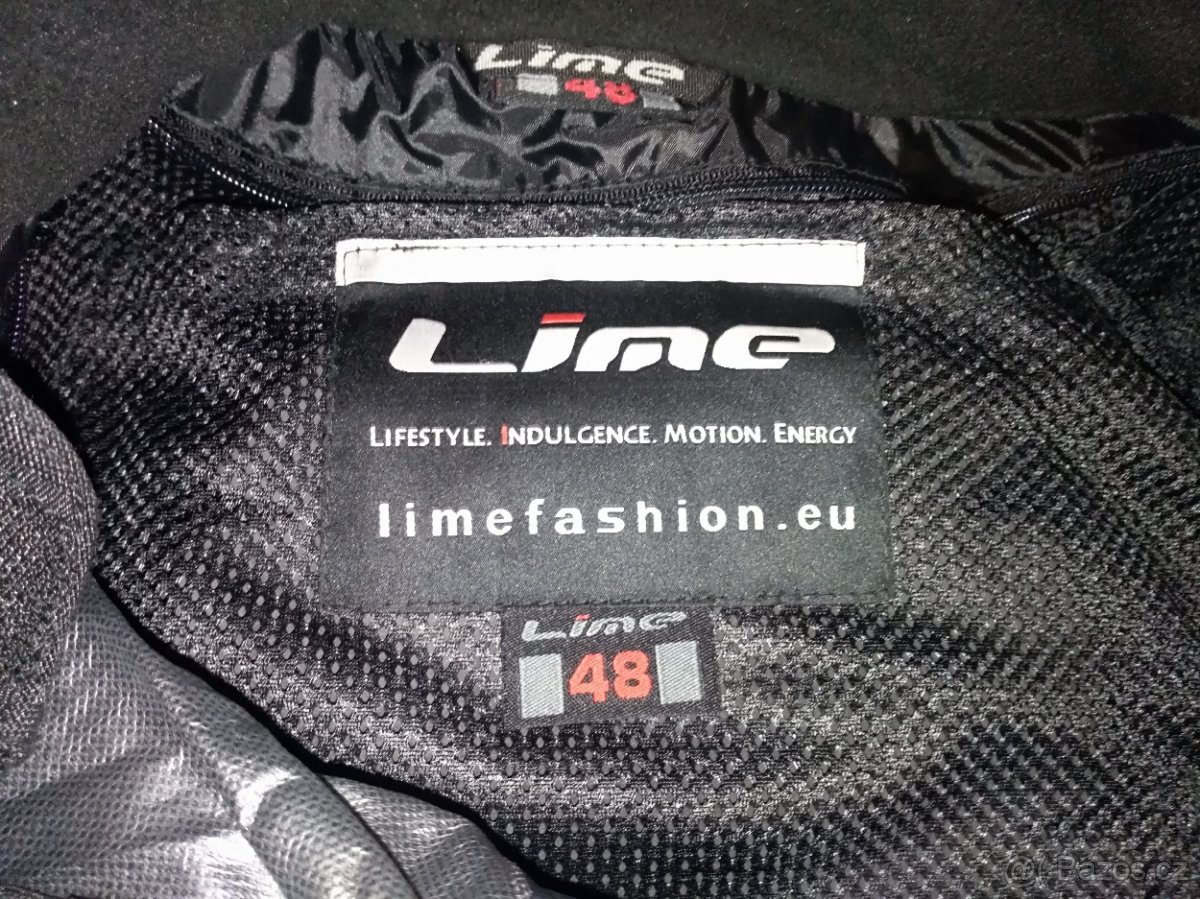 Lime
48
Lime
LIFESTYLE. INDULGENCE. MOTION. ENERGY
limefashion.eu
Lime
48
@t-Bazos.cz